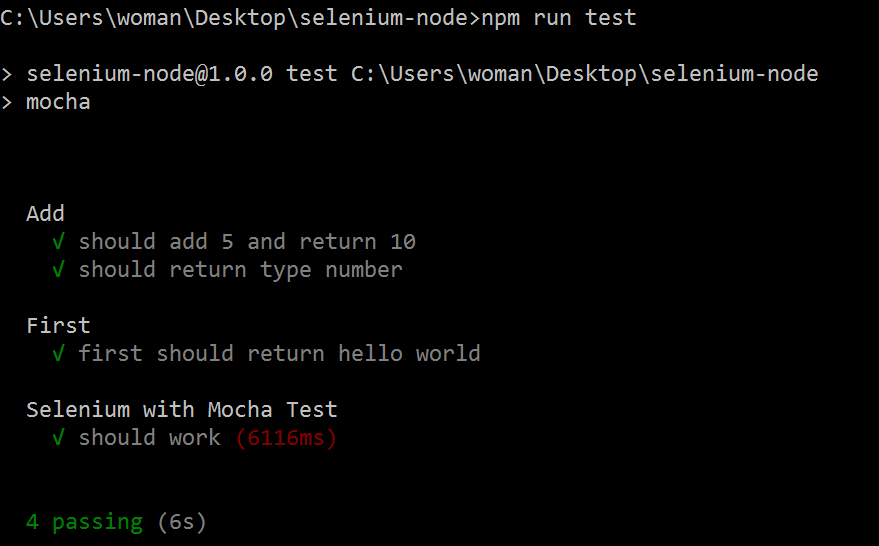 C:\Users\woman\Desktop\selenium-node>npm run test
> selenium-node@1.0.0 test C:\Users\woman\Desktop\selenium-node
> mocha
Add
√ should add 5 and return 10
√ should return type number
First
√ first should return hello world
Selenium with Mocha Test
√ should work (6116ms)
4 passing (6s)